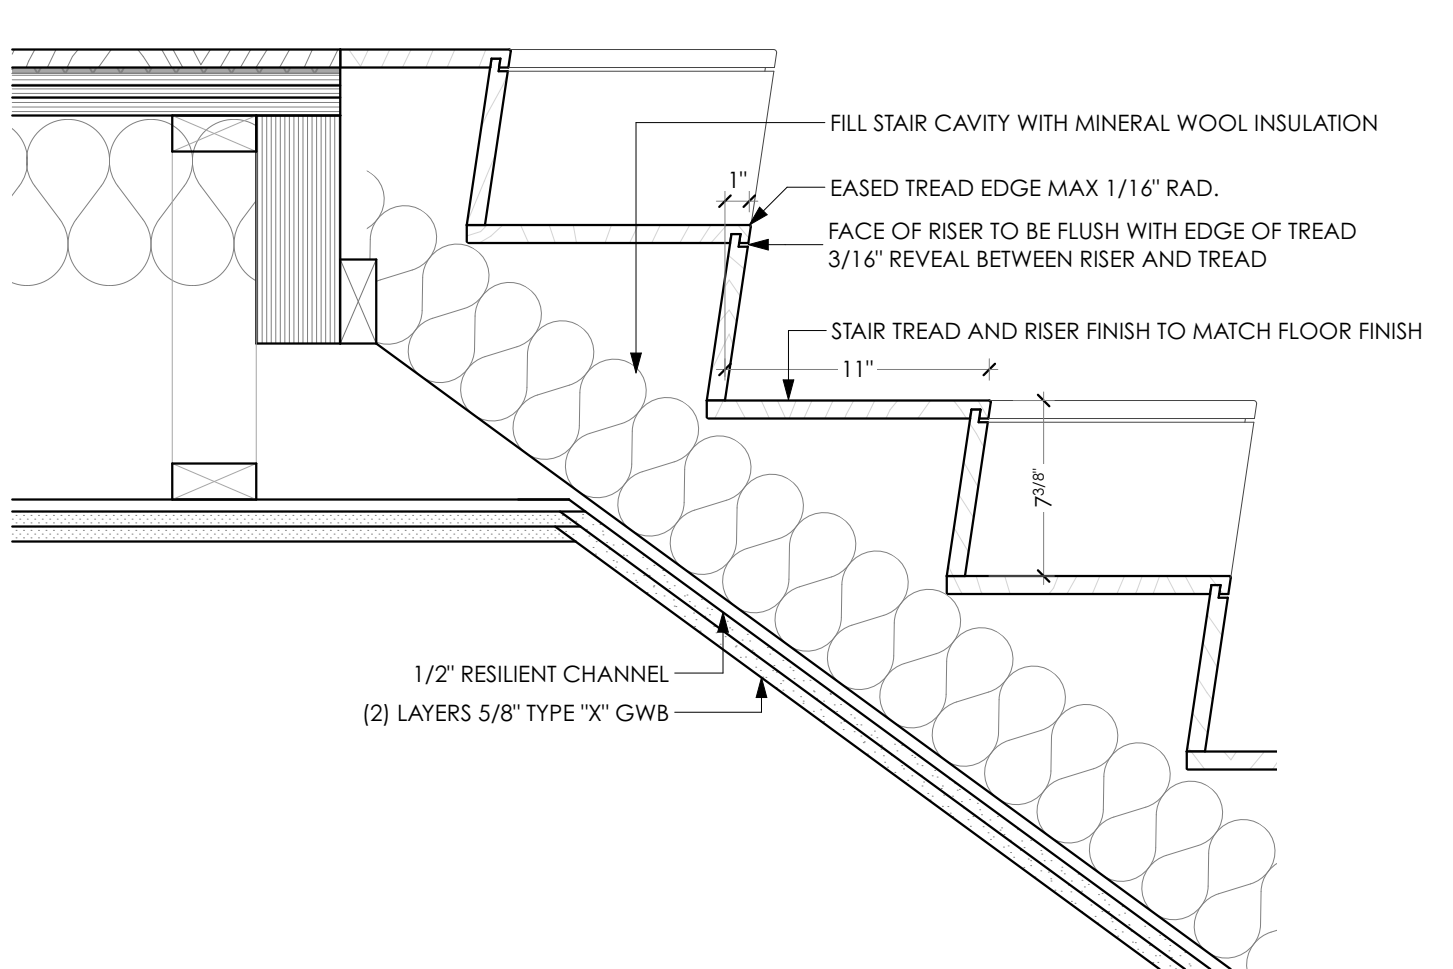 FILL STAIR CAVITY WITH MINERAL WOOL INSULATION
1"
EASED TREAD EDGE MAX 1/16" RAD.
FACE OF RISER TO BE FLUSH WITH EDGE OF TREAD
3/16" REVEAL BETWEEN RISER AND TREAD
STAIR TREAD AND RISER FINISH TO MATCH FLOOR FINISH
11"
7 3/8"
1/2" RESILIENT CHANNEL
(2) LAYERS 5/8" TYPE "X" GWB